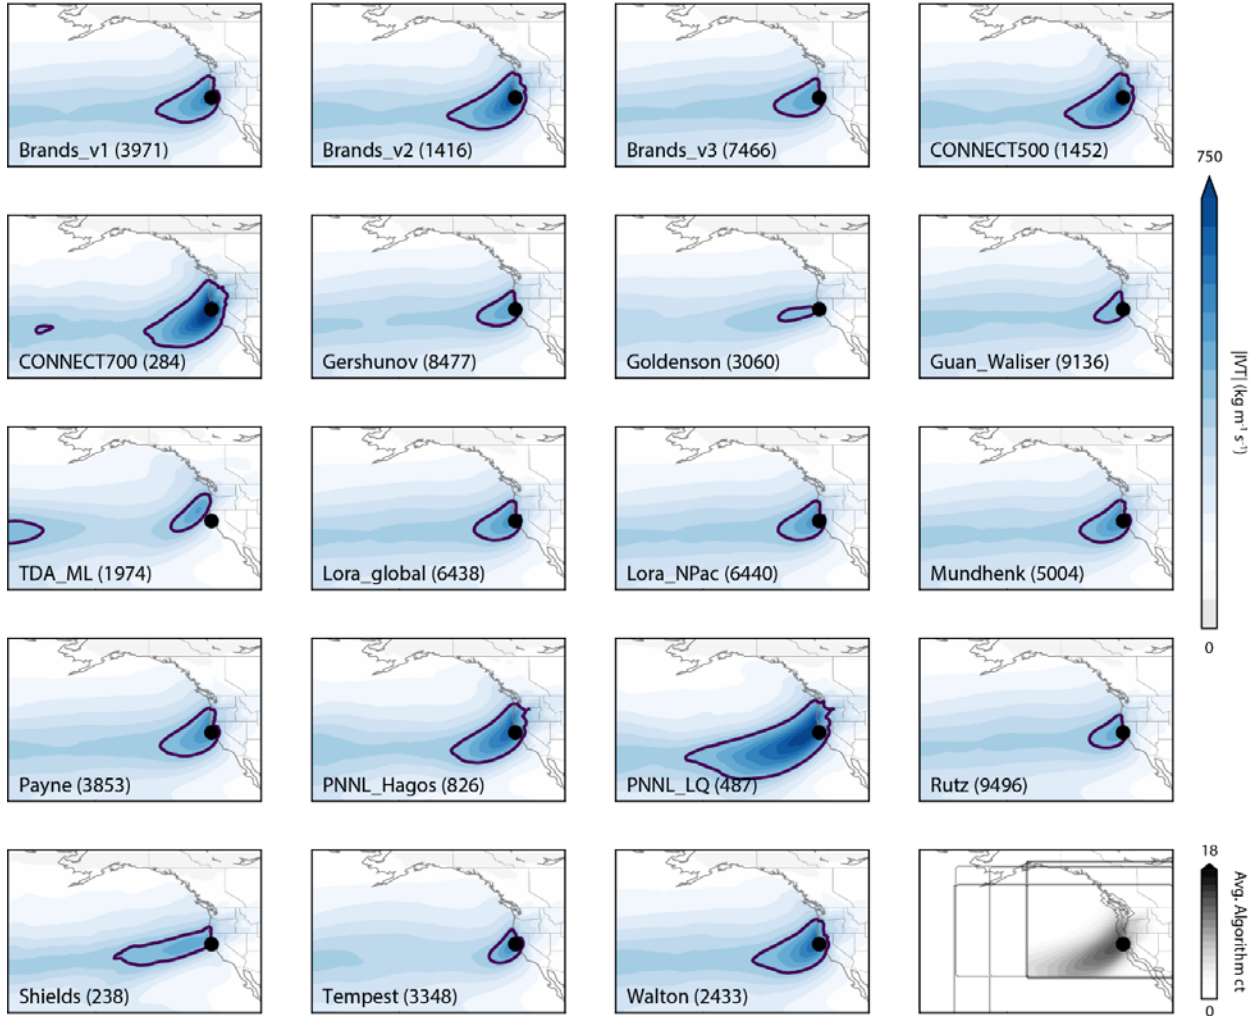 Brands_v1 (3971)
Brands_v2 (1416)
Brands_v3 (7466)
CONNECT500 (1452)
750
CONNECT700 (284)
Gershunov (8477)
Goldenson (3060)
Guan_Waliser (9136)
|IVT| (kg m⁻¹ s⁻¹)
TDA_ML (1974)
Lora_global (6438)
Lora_NPac (6440)
Mundhenk (5004)
0
Payne (3853)
PNNL_Hagos (826)
PNNL_LQ (487)
Rutz (9496)
18
Shields (238)
Tempest (3348)
Walton (2433)
Avg. Algorithm ct
0